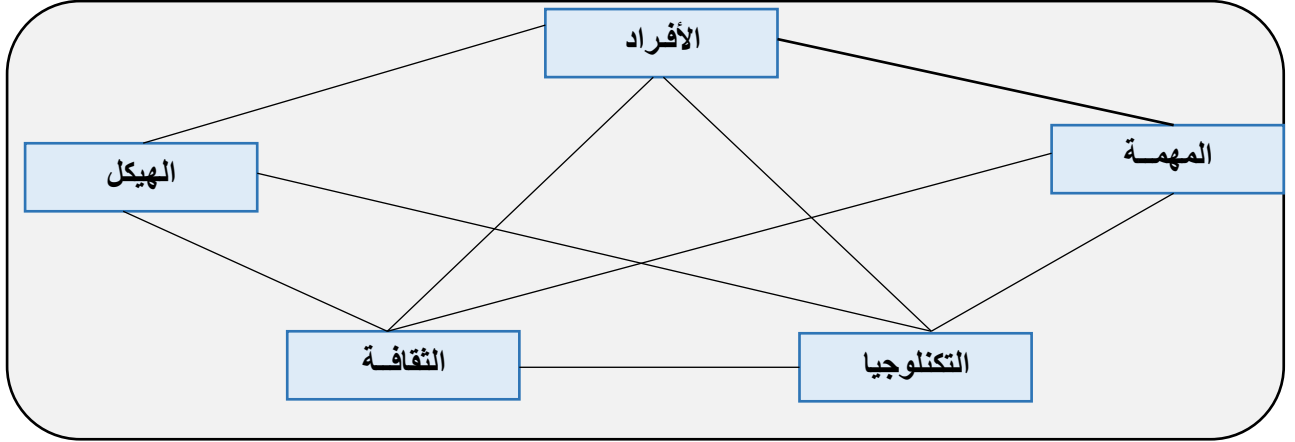 الأفـراد
المهمــة
الهيكل
الثقافــة
التكنلوجيا